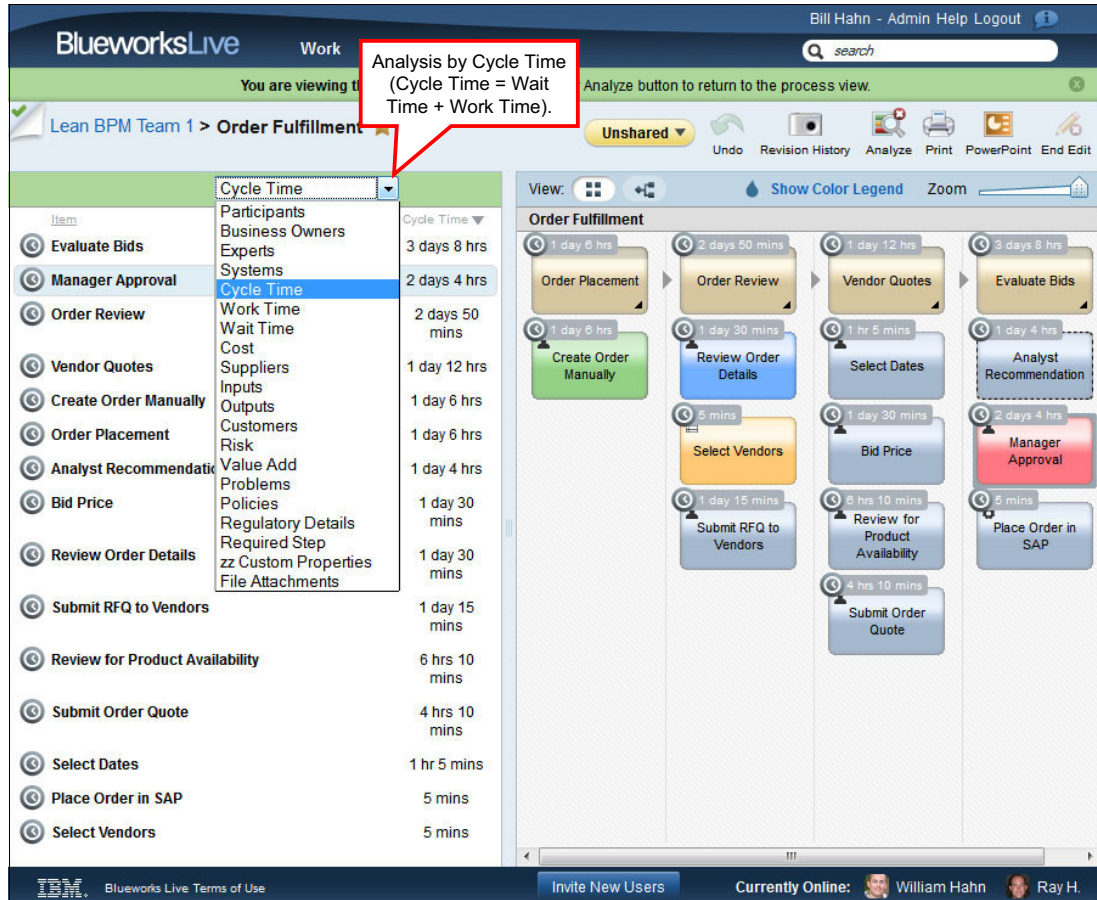 Bill Hahn - Admin Help Logout
BlueworksLive Work
search
Analysis by Cycle Time
(Cycle Time = Wait
Time + Work Time).
You are viewing th
Analyze button to return to the process view.
Lean BPM Team 1 > Order Fulfillment
Unshared
Undo Revision History Analyze Print PowerPoint End Edit
Cycle Time
Participants
Business Owners
Experts
Systems
Cycle Time
Work Time
Wait Time
Cost
Suppliers
Inputs
Outputs
Customers
Risk
Value Add
Problems
Policies
Regulatory Details
Required Step
zz Custom Properties
File Attachments
Item Cycle Time
Evaluate Bids 3 days 8 hrs
Manager Approval 2 days 4 hrs
Order Review 2 days 50
mins
Vendor Quotes 1 day 12 hrs
Create Order Manually 1 day 6 hrs
Order Placement 1 day 6 hrs
Analyst Recommendatio 1 day 4 hrs
Bid Price 1 day 30
mins
Review Order Details 1 day 30
mins
Submit RFQ to Vendors 1 day 15
mins
Review for Product Availability 6 hrs 10
mins
Submit Order Quote 4 hrs 10
mins
Select Dates 1 hr 5 mins
Place Order in SAP 5 mins
Select Vendors 5 mins
View: Show Color Legend Zoom
Order Fulfillment
1 day 6 hrs
Order Placement
1 day 6 hrs
Create Order
Manually
2 days 50 mins
Order Review
1 day 30 mins
Review Order
Details
5 mins
Select Vendors
1 day 15 mins
Submit RFQ to
Vendors
1 day 12 hrs
Vendor Quotes
1 hr 5 mins
Select Dates
1 day 30 mins
Bid Price
6 hrs 10 mins
Review for
Product
Availability
4 hrs 10 mins
Submit Order
Quote
3 days 8 hrs
Evaluate Bids
1 day 4 hrs
Analyst
Recommendation
2 days 4 hrs
Manager
Approval
5 mins
Place Order in
SAP
IBM. Blueworks Live Terms of Use
Invite New Users
Currently Online: William Hahn Ray H.